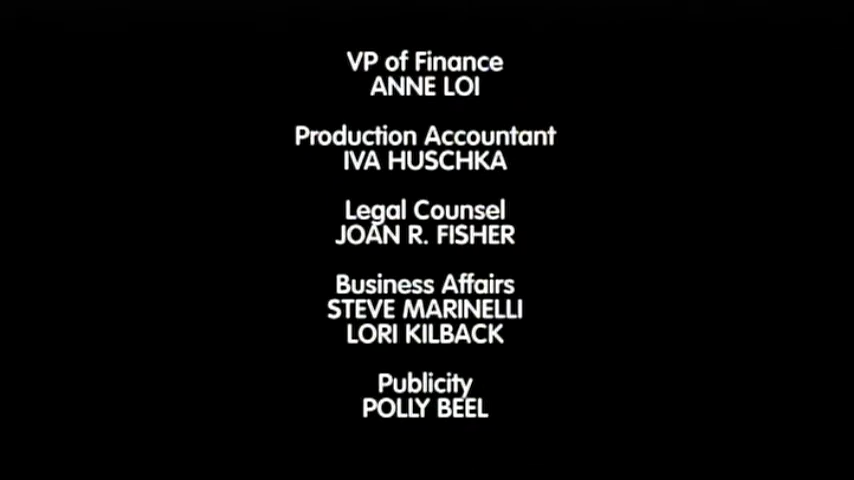 VP of Finance
ANNE LOI
Production Accountant
IVA HUSCHKA
Legal Counsel
JOAN R. FISHER
Business Affairs
STEVE MARINELLI
LORI KILBACK
Publicity
POLLY BEEL